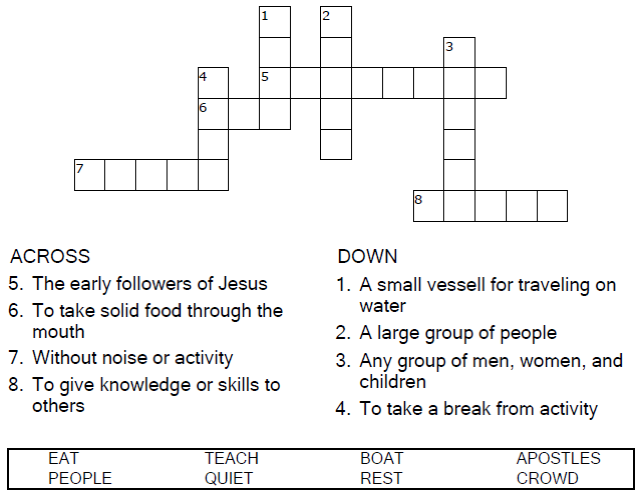 1 2
3
4 5
6
7
8
ACROSS
5. The early followers of Jesus
6. To take solid food through the
mouth
7. Without noise or activity
8. To give knowledge or skills to
others
DOWN
1. A small vessell for traveling on
water
2. A large group of people
3. Any group of men, women, and
children
4. To take a break from activity
EAT TEACH BOAT APOSTLES
PEOPLE QUIET REST CROWD